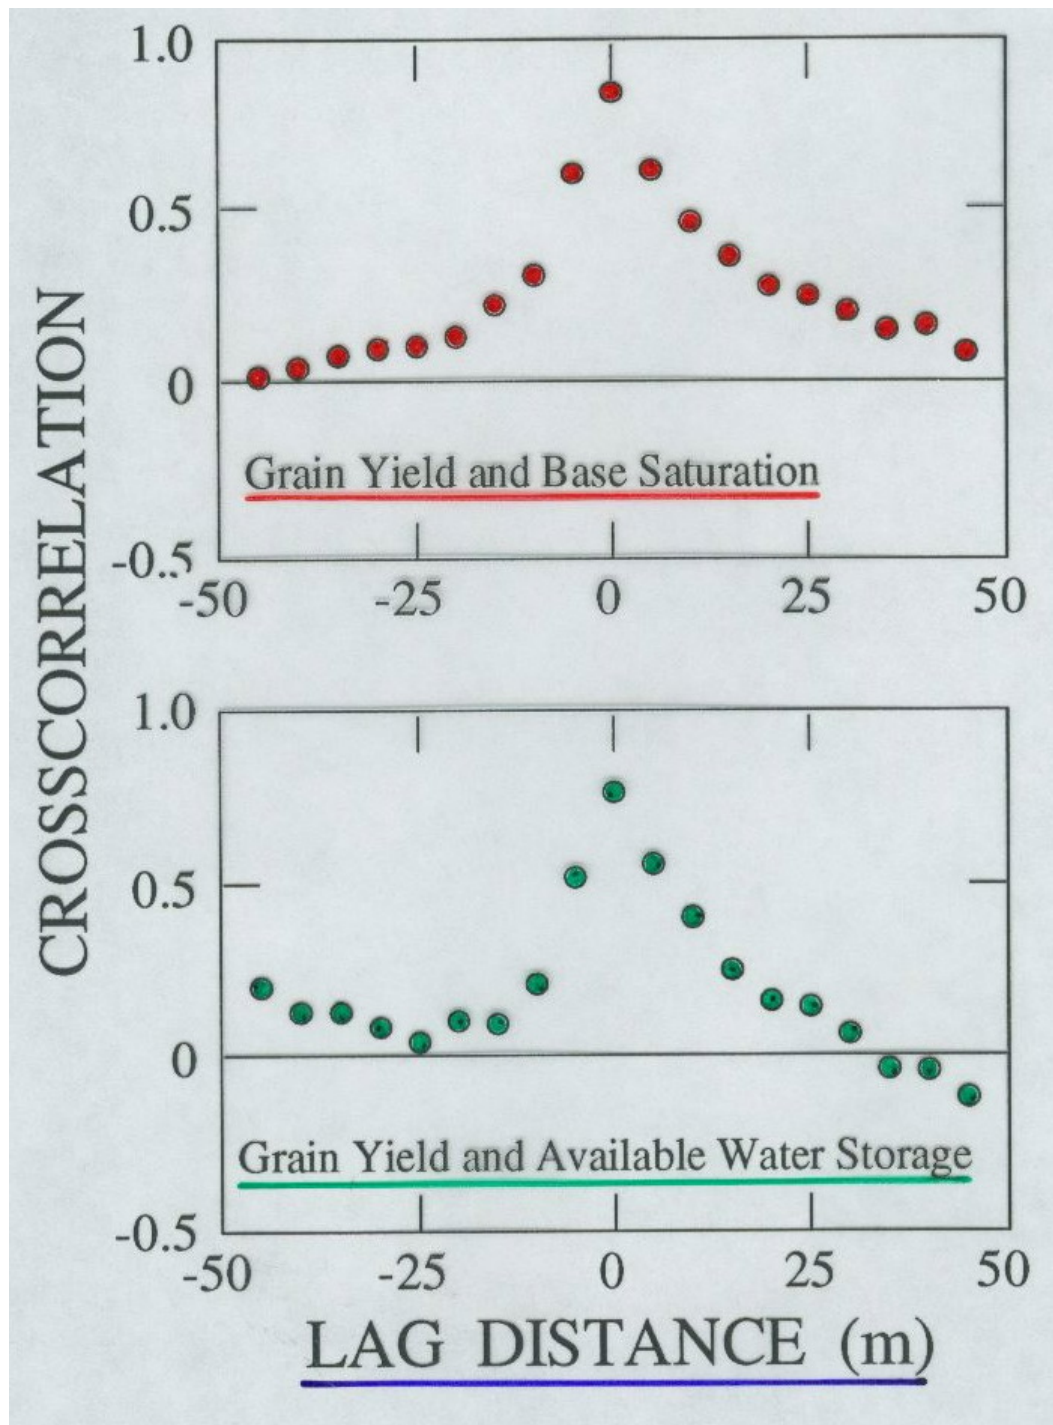 CROSSCORRELATION
1.0
0.5
0
Grain Yield and Base Saturation
-0.5
-50 -25 0 25 50
1.0
0.5
0
Grain Yield and Available Water Storage
-0.5
-50 -25 0 25 50
LAG DISTANCE (m)